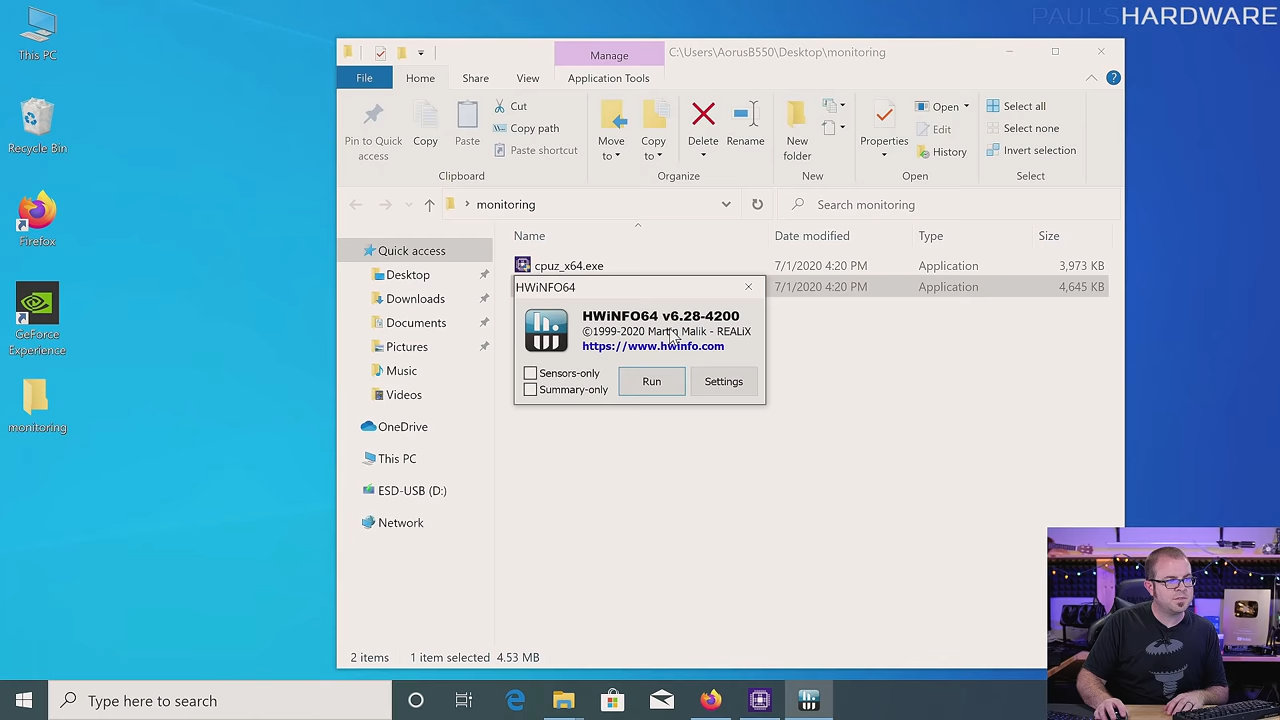 PAUL'SHARDWARE
This PC
Recycle Bin
Firefox
GeForce
Experience
monitoring
Manage
C:\Users\AorusB550\Desktop\monitoring
File
Home
Share
View
Application Tools
Pin to Quick
access
Copy
Paste
Cut
Copy path
Paste shortcut
Clipboard
Move
to
Copy
to
Delete
Rename
Organize
New
folder
New
Properties
Open
Edit
History
Open
Select all
Select none
Invert selection
Select
monitoring
Search monitoring
Name
Date modified
Type
Size
cpuz_x64.exe
7/1/2020 4:20 PM
Application
3,973 KB
7/1/2020 4:20 PM
Application
4,645 KB
Quick access
Desktop
Downloads
Documents
Pictures
Music
Videos
OneDrive
This PC
ESD-USB (D:)
Network
HWiNFO64
HWiNFO64 v6.28-4200
©1999-2020 Martin Malik - REALiX
https://www.hwinfo.com
Sensors-only
Summary-only
Run
Settings
2 items
1 item selected
4.53 MB
Type here to search